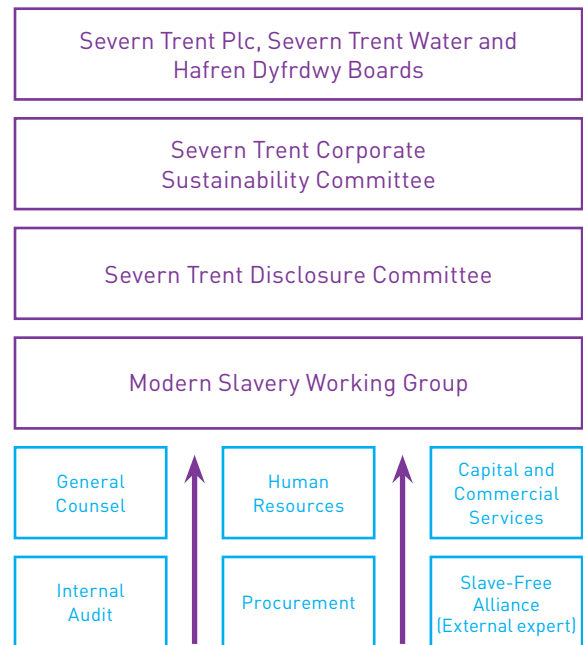 Severn Trent Plc, Severn Trent Water and
Hafren Dyfrdwy Boards
Severn Trent Corporate
Sustainability Committee
Severn Trent Disclosure Committee
Modern Slavery Working Group
General
Counsel
Human
Resources
Capital and
Commercial
Services
Internal
Audit
Procurement
Slave-Free
Alliance
(External expert)